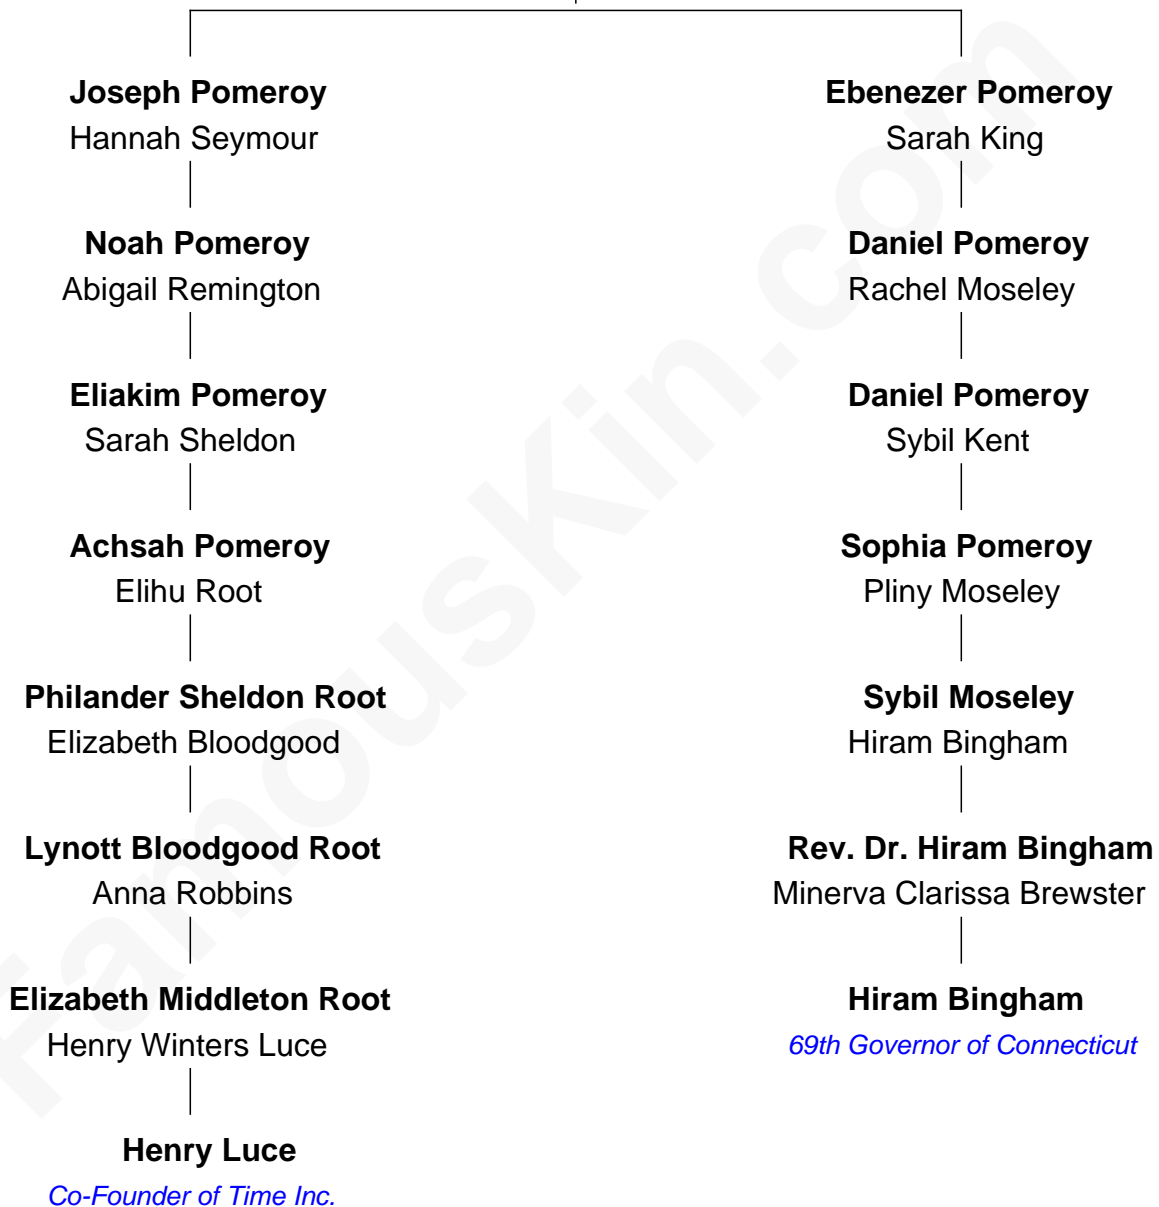 Joseph Pomeroy
Hannah Seymour
Noah Pomeroy
Abigail Remington
Eliakim Pomeroy
Sarah Sheldon
Achsah Pomeroy
Elihu Root
Philander Sheldon Root
Elizabeth Bloodgood
Lynott Bloodgood Root
Anna Robbins
Elizabeth Middleton Root
Henry Winters Luce
Henry Luce
Co-Founder of Time Inc.
Ebenezer Pomeroy
Sarah King
Daniel Pomeroy
Rachel Moseley
Daniel Pomeroy
Sybil Kent
Sophia Pomeroy
Pliny Moseley
Sybil Moseley
Hiram Bingham
Rev. Dr. Hiram Bingham
Minerva Clarissa Brewster
Hiram Bingham
69th Governor of Connecticut
FamousKin.com